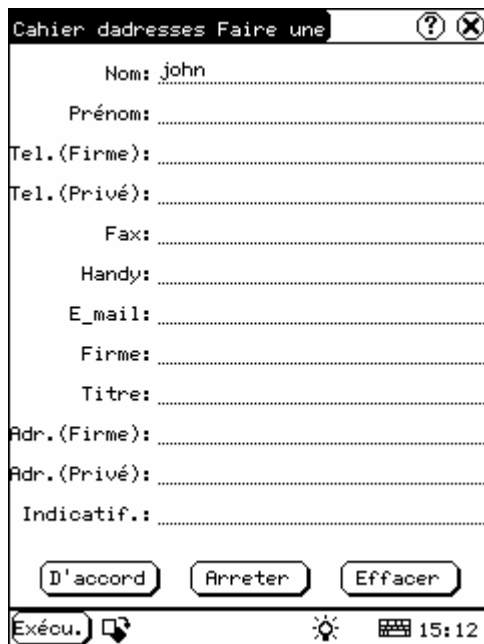 Cahier dadresses Faire une ?
Nom: john
Prénom:
Tel.(Firme):
Tel.(Privé):
Fax:
Handy:
E_mail:
Firme:
Titre:
Adr.(Firme):
Adr.(Privé):
Indicatif.:
D'accord Arreter Effacer
Exécu. 15:12